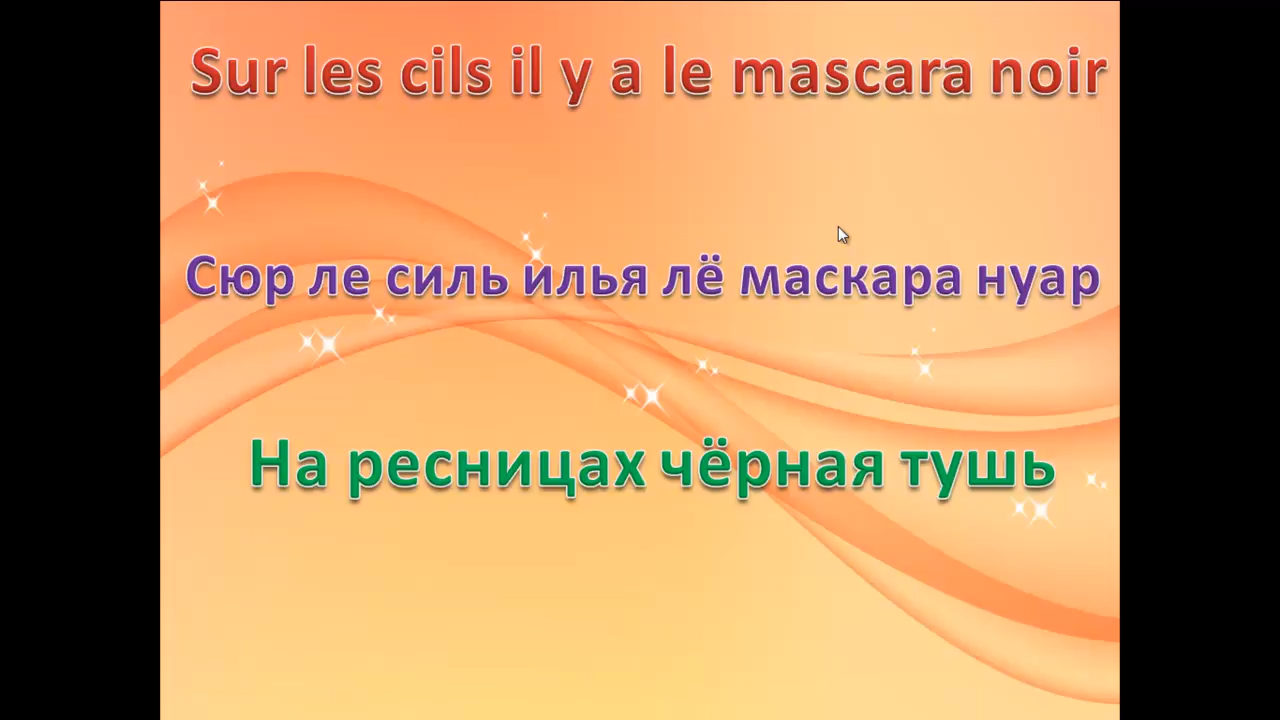 Sur les cils il y a le mascara noir
Сюр ле силь илья лё маскара нуар
На ресницах чёрная тушь